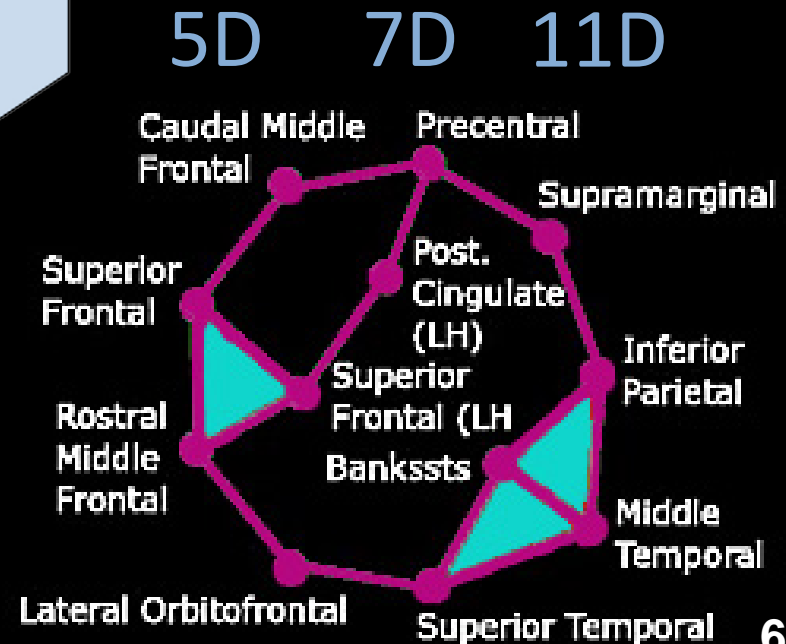 5D 7D 11D
Caudal Middle
Frontal
Precentral
Supramarginal
Superior
Frontal
Post.
Cingulate
(LH)
Inferior
Parietal
Superior
Frontal (LH
Rostral
Middle
Frontal
Bankssts
Middle
Temporal
Lateral Orbitofrontal
Superior Temporal
6